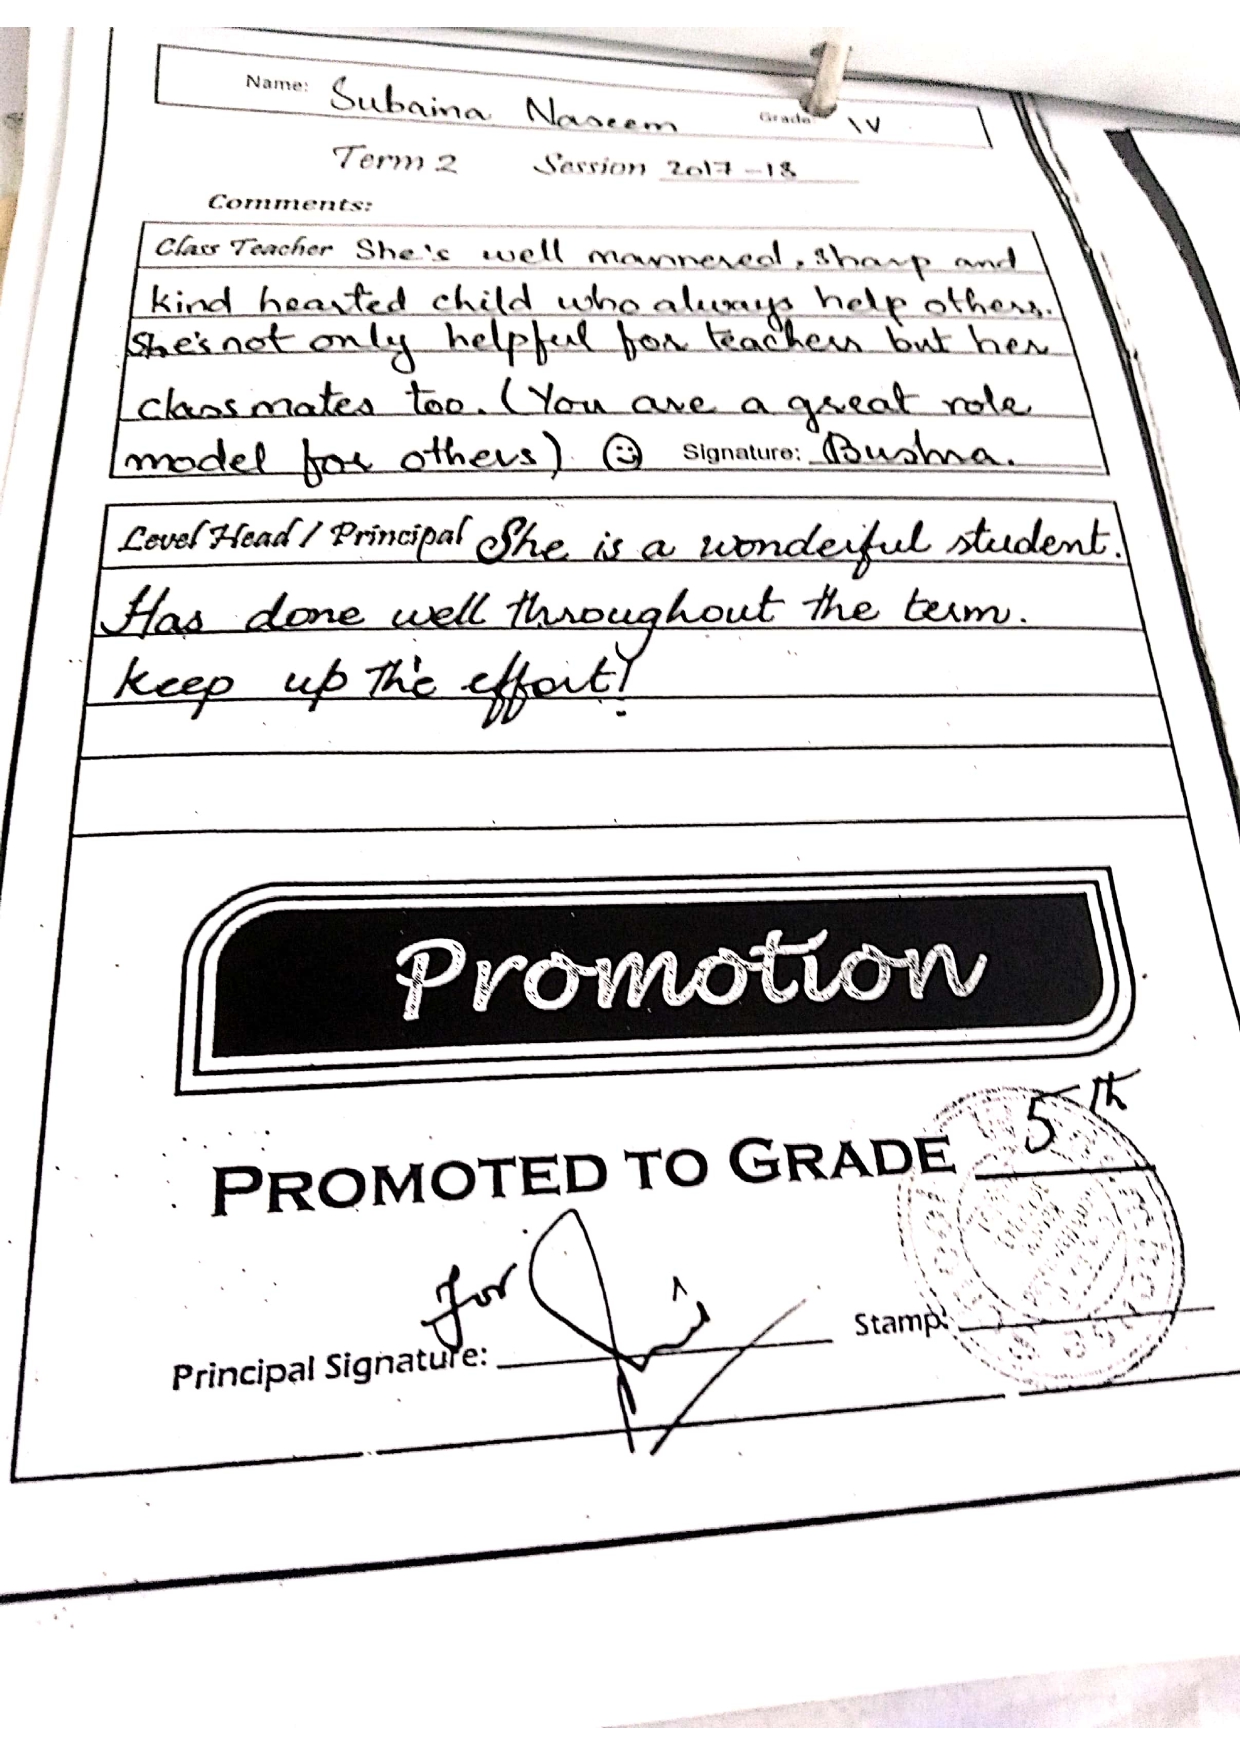 Name: Subaina Naseem Grade: IV
Term 2 Session 2017-18
Comments:
Class Teacher She's well mannered, sharp and
kind hearted child who always help others.
She's not only helpful for teachers but her
classmates too. (You are a great role
model for others) Signature: Bushra.
Level Head / Principal She is a wonderful student.
Has done well throughout the term.
Keep up the effort!
Promotion
PROMOTED TO GRADE 5th
For
Principal Signature: Stamp: